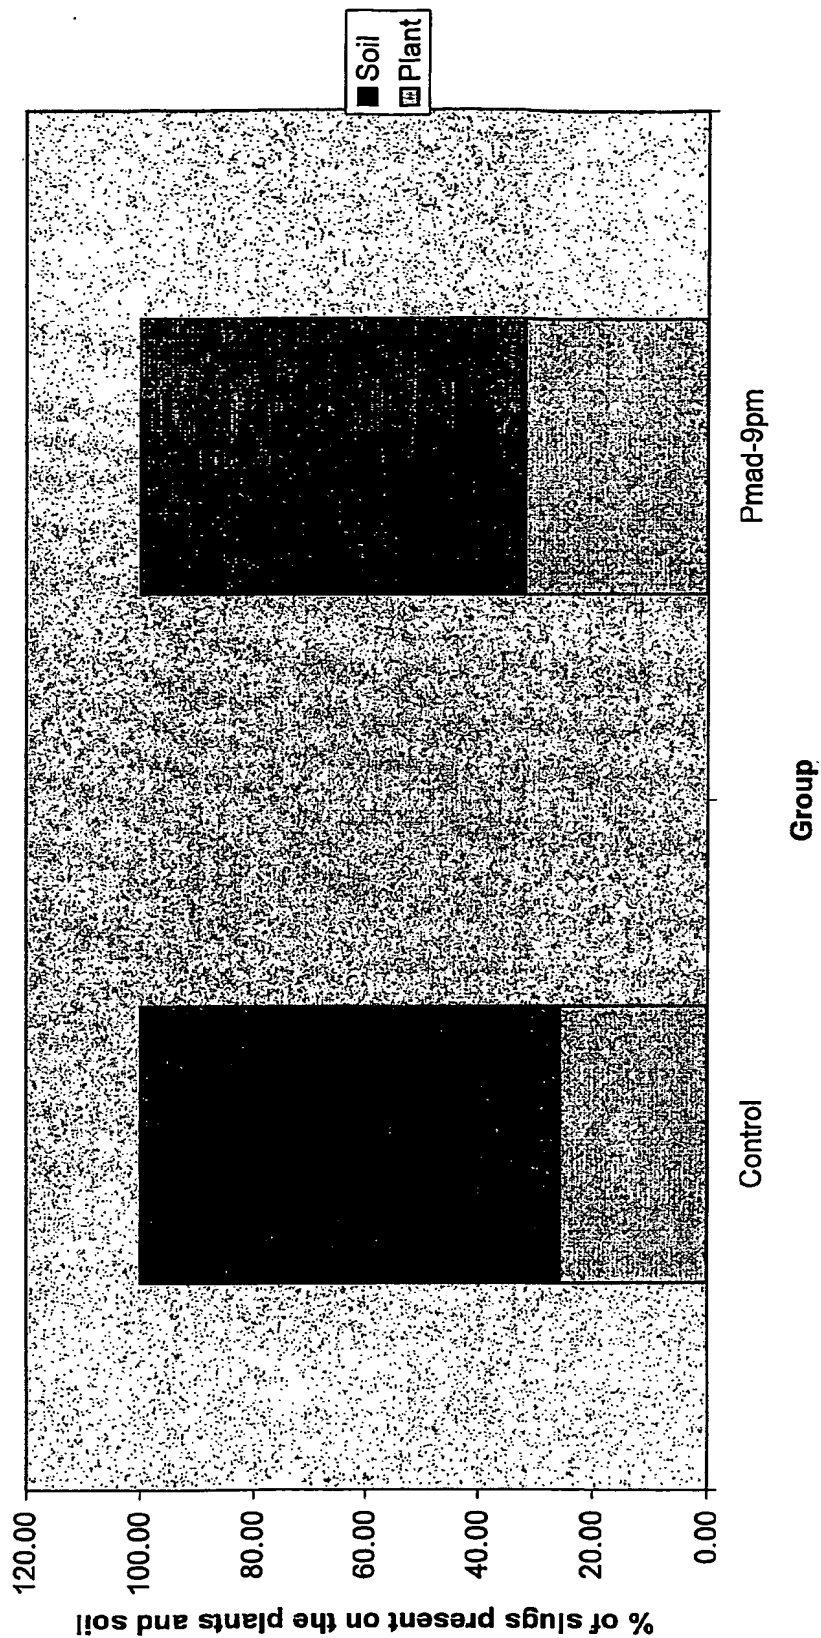 % of slugs present on the plants and soil
120.00
100.00
80.00
60.00
40.00
20.00
0.00
Control
Pmad-9pm
Group
Soil
Plant